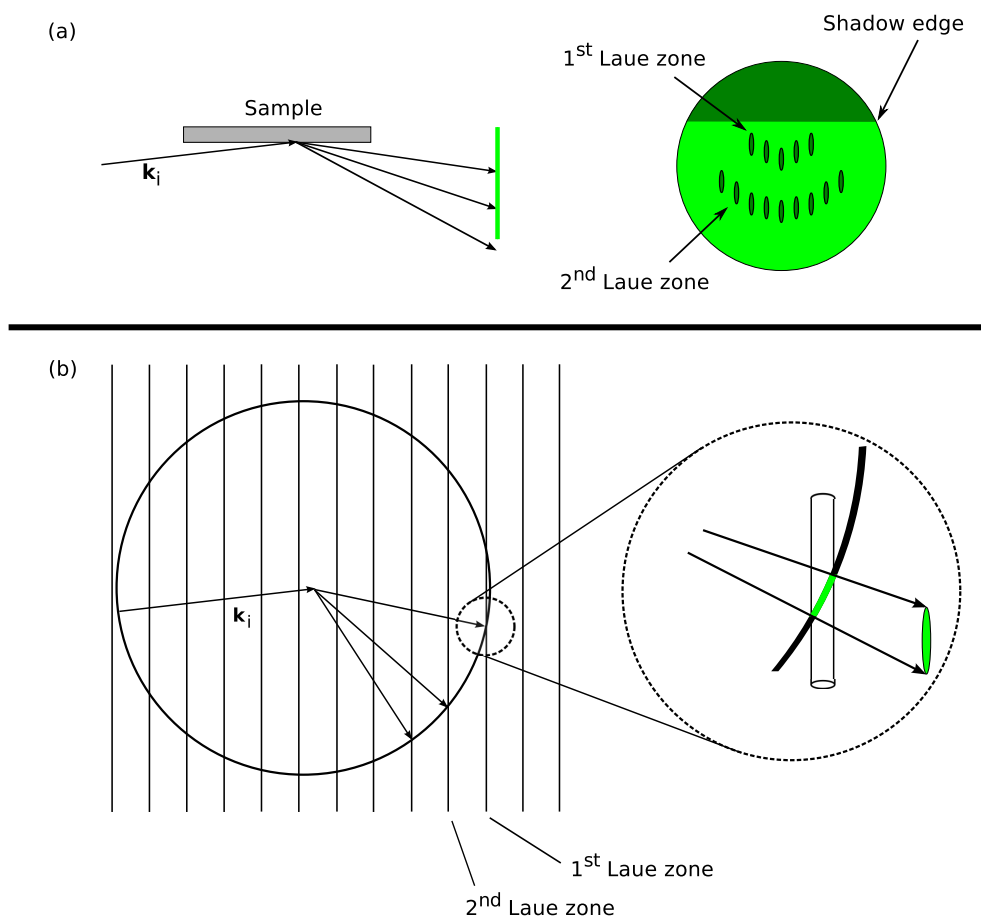 (a)
Sample
k_i
Shadow edge
1^st Laue zone
2^nd Laue zone
(b)
k_i
1^st Laue zone
2^nd Laue zone